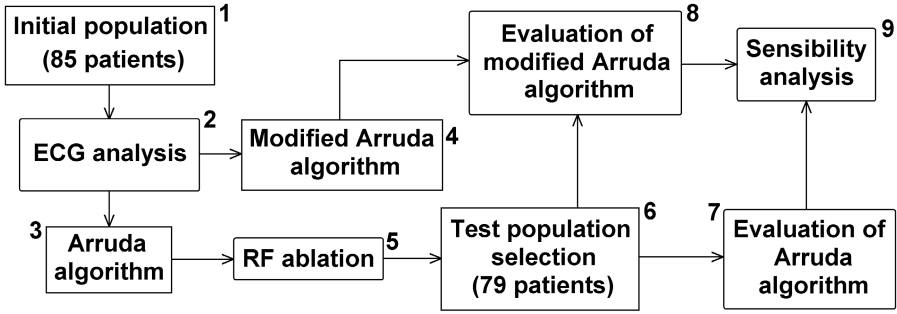 Initial population
(85 patients)
1
ECG analysis
2
Arruda
algorithm
3
Modified Arruda
algorithm
4
RF ablation
5
Test population
selection
(79 patients)
6
Evaluation of
Arruda
algorithm
7
Evaluation of
modified Arruda
algorithm
8
Sensibility
analysis
9